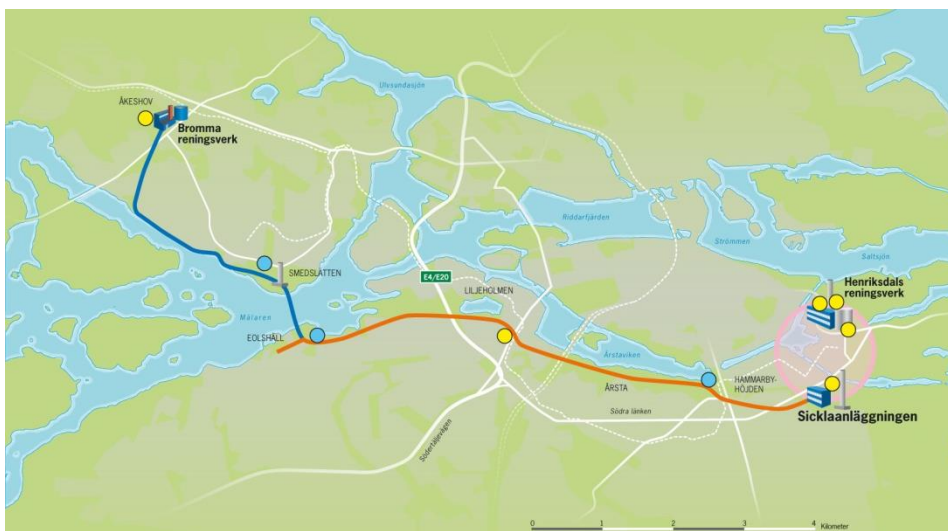 Ulvsundasjön
ÅKESHOV
Bromma
reningsverk
Riddarfjärden
Strömmen
Saltsjön
SMEDSLÄTTEN
E4/E20
LILJEHOLMEN
Henriksdals
reningsverk
Mälaren
EOLSHÄLL
Årstaviken
ÅRSTA
HAMMARBY-
HÖJDEN
Södra länken
Sicklaanläggningen
Södertäljevägen
0 1 2 3 4 Kilometer